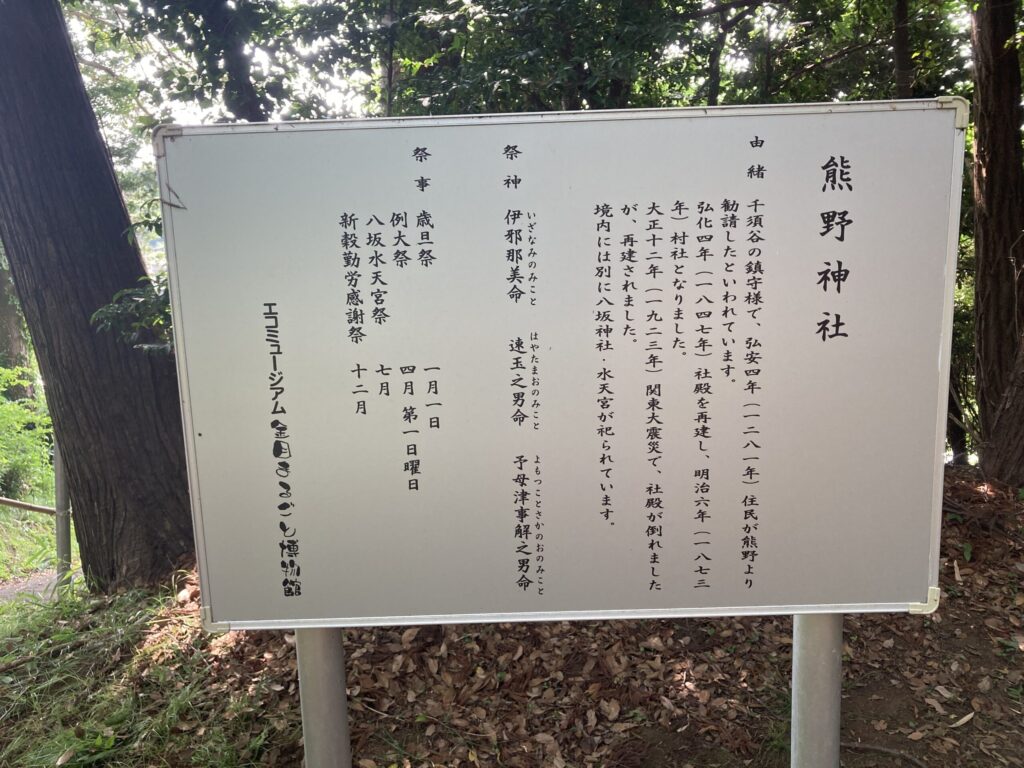 熊野神社
由緒 千須谷の鎮守様で、弘安四年（一二八一年）住民が熊野より
勧請したといわれています。
弘化四年（一八四七年）社殿を再建し、明治六年（一八七三
年）村社となりました。
大正十二年（一九二三年）関東大震災で、社殿が倒れました
が、再建されました。
境内には別に八坂神社・水天宮が祀られています。
祭神 伊邪那美命 速玉之男命 予母津事解之男命
いざなみのみこと はやたまおのみこと よもつことさかのおのみこと
祭事 歳旦祭 一月一日
例大祭 四月 第一日曜日
八坂水天宮祭 七月
新穀勤労感謝祭 十二月
エコミュージアム 金目まるごと博物館